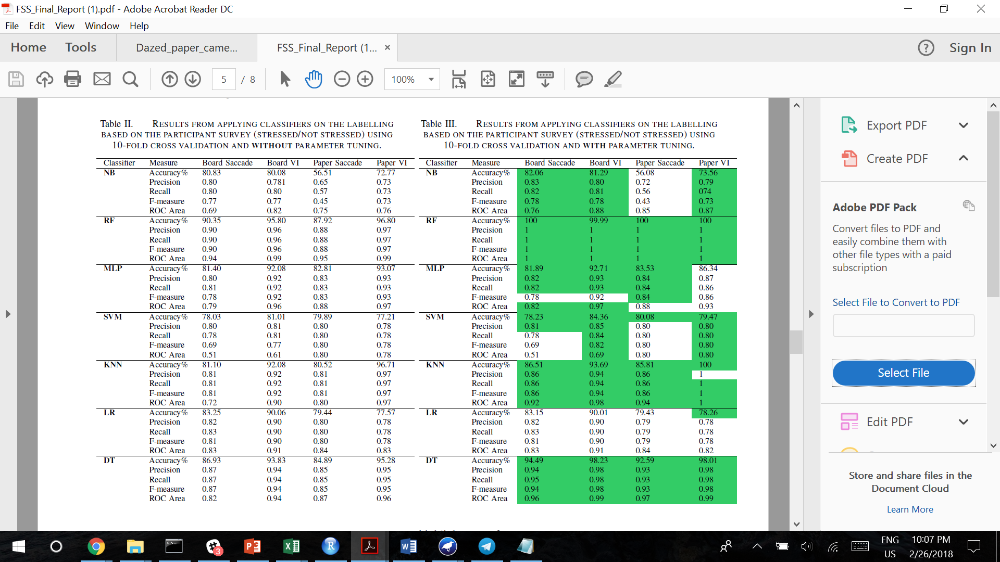 FSS_Final_Report (1).pdf - Adobe Acrobat Reader DC
File Edit View Window Help
Home Tools Dazed_paper_came... FSS_Final_Report (1... × ? Sign In
5 / 8 100%
Table II. RESULTS FROM APPLYING CLASSIFIERS ON THE LABELLING
BASED ON THE PARTICIPANT SURVEY (STRESSED/NOT STRESSED) USING
10-FOLD CROSS VALIDATION AND WITHOUT PARAMETER TUNING.
Classifier Measure Board Saccade Board VI Paper Saccade Paper VI
NB Accuracy% 80.83 80.08 56.51 72.77
Precision 0.80 0.781 0.65 0.73
Recall 0.80 0.80 0.57 0.73
F-measure 0.77 0.77 0.45 0.73
ROC Area 0.69 0.82 0.75 0.76
RF Accuracy% 90.35 95.80 87.92 96.80
Precision 0.90 0.96 0.88 0.97
Recall 0.90 0.96 0.88 0.97
F-measure 0.90 0.96 0.88 0.97
ROC Area 0.94 0.99 0.95 0.99
MLP Accuracy% 81.40 92.08 82.81 93.07
Precision 0.80 0.92 0.83 0.93
Recall 0.81 0.92 0.83 0.93
F-measure 0.78 0.92 0.83 0.93
ROC Area 0.79 0.96 0.88 0.97
SVM Accuracy% 78.03 81.01 79.89 77.21
Precision 0.80 0.81 0.80 0.78
Recall 0.78 0.81 0.80 0.78
F-measure 0.69 0.77 0.80 0.78
ROC Area 0.51 0.61 0.80 0.78
KNN Accuracy% 81.10 92.08 80.52 96.71
Precision 0.81 0.92 0.81 0.97
Recall 0.81 0.92 0.81 0.97
F-measure 0.81 0.92 0.81 0.97
ROC Area 0.72 0.90 0.80 0.97
LR Accuracy% 83.25 90.06 79.44 77.57
Precision 0.82 0.90 0.80 0.78
Recall 0.83 0.90 0.80 0.78
F-measure 0.81 0.90 0.80 0.78
ROC Area 0.83 0.91 0.84 0.83
DT Accuracy% 86.93 93.83 84.89 95.28
Precision 0.87 0.94 0.85 0.95
Recall 0.87 0.94 0.85 0.95
F-measure 0.87 0.94 0.85 0.95
ROC Area 0.82 0.94 0.87 0.96
Table III. RESULTS FROM APPLYING CLASSIFIERS ON THE LABELLING
BASED ON THE PARTICIPANT SURVEY (STRESSED/NOT STRESSED) USING
10-FOLD CROSS VALIDATION AND WITH PARAMETER TUNING.
Classifier Measure Board Saccade Board VI Paper Saccade Paper VI
NB Accuracy% 82.06 81.29 56.08 73.56
Precision 0.83 0.80 0.72 0.79
Recall 0.82 0.81 0.56 074
F-measure 0.78 0.78 0.43 0.73
ROC Area 0.76 0.88 0.85 0.87
RF Accuracy% 100 99.99 100 100
Precision 1 1 1 1
Recall 1 1 1 1
F-measure 1 1 1 1
ROC Area 1 1 1 1
MLP Accuracy% 81.89 92.71 83.53 86.34
Precision 0.82 0.93 0.84 0.87
Recall 0.82 0.93 0.84 0.86
F-measure 0.78 0.92 0.84 0.86
ROC Area 0.82 0.97 0.88 0.93
SVM Accuracy% 78.23 84.36 80.08 79.47
Precision 0.81 0.85 0.80 0.80
Recall 0.78 0.84 0.80 0.80
F-measure 0.69 0.82 0.80 0.80
ROC Area 0.51 0.69 0.80 0.80
KNN Accuracy% 86.51 93.69 85.81 100
Precision 0.86 0.94 0.86 1
Recall 0.86 0.94 0.86 1
F-measure 0.86 0.94 0.86 1
ROC Area 0.92 0.98 0.94 1
LR Accuracy% 83.15 90.01 79.43 78.26
Precision 0.82 0.90 0.79 0.78
Recall 0.83 0.90 0.79 0.78
F-measure 0.81 0.90 0.79 0.78
ROC Area 0.83 0.91 0.84 0.82
DT Accuracy% 94.49 98.23 92.59 98.01
Precision 0.94 0.98 0.93 0.98
Recall 0.95 0.98 0.93 0.98
F-measure 0.94 0.98 0.93 0.98
ROC Area 0.96 0.99 0.97 0.99
Export PDF
Create PDF
Adobe PDF Pack
Convert files to PDF and
easily combine them with
other file types with a paid
subscription
Select File to Convert to PDF
Select File
Edit PDF
Store and share files in the
Document Cloud
Learn More
3
ENG 10:07 PM
US 2/26/2018